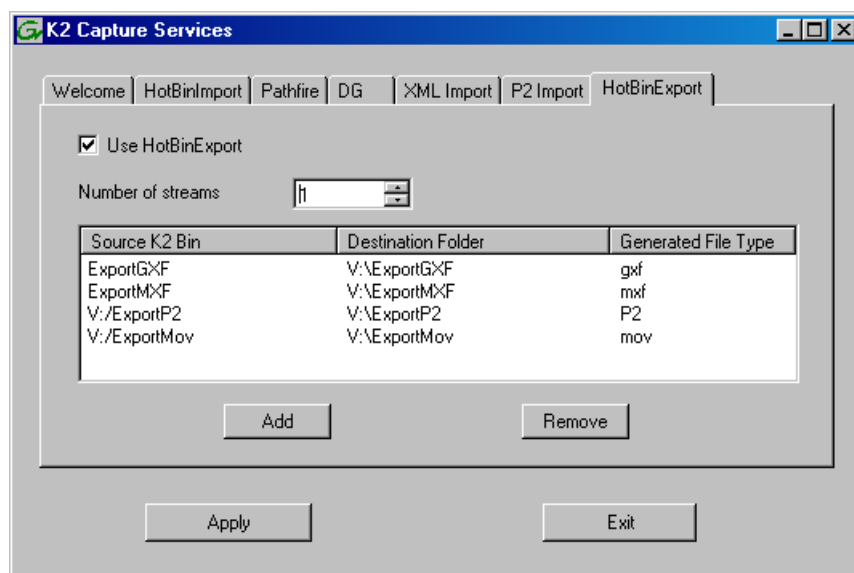 K2 Capture Services
Welcome HotBinImport Pathfire DG XML Import P2 Import HotBinExport
Use HotBinExport
Number of streams 1
Source K2 Bin Destination Folder Generated File Type
ExportGXF V:\ExportGXF gxf
ExportMXF V:\ExportMXF mxf
V:/ExportP2 V:\ExportP2 P2
V:/ExportMov V:\ExportMov mov
Add Remove
Apply Exit